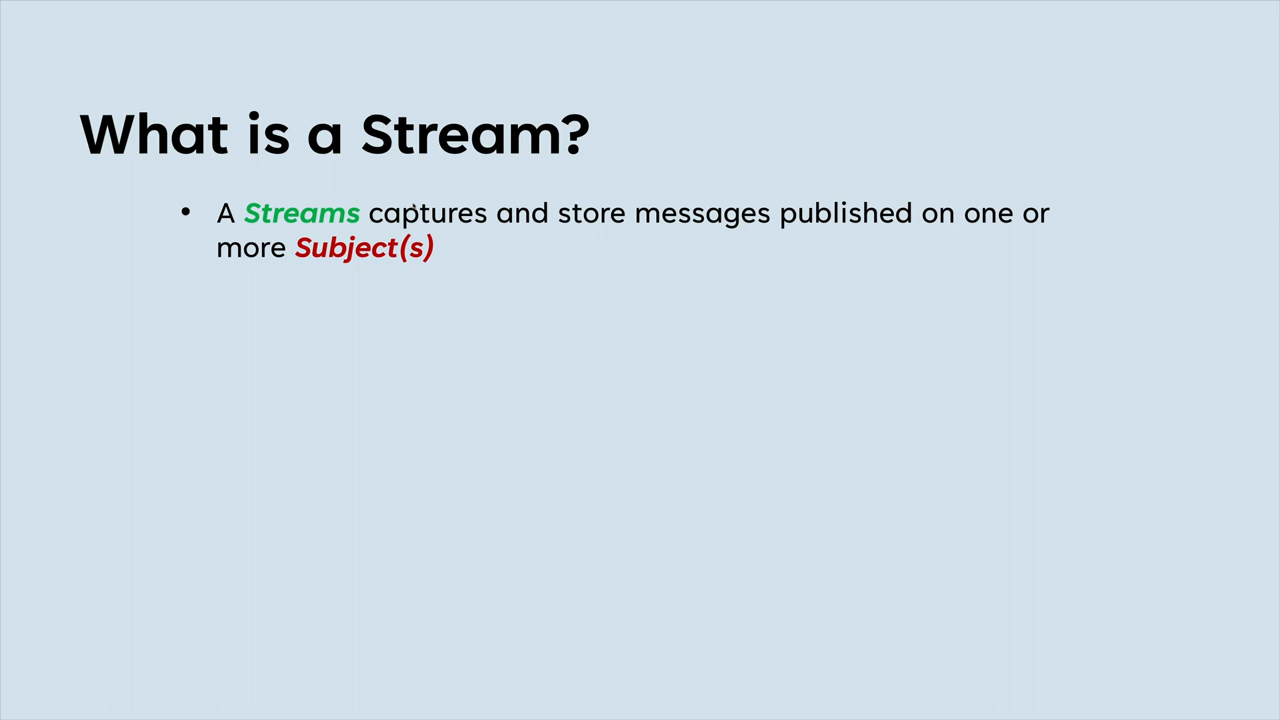 What is a Stream?
• A Streams captures and store messages published on one or
more Subject(s)